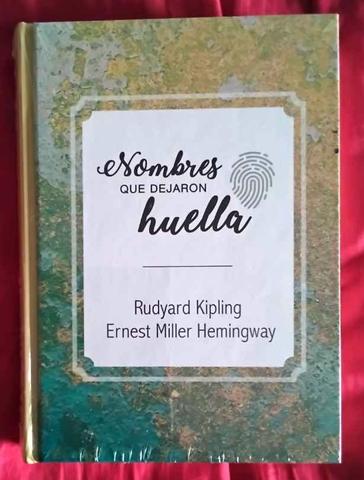 Nombres
QUE DEJARON
huella
Rudyard Kipling
Ernest Miller Hemingway